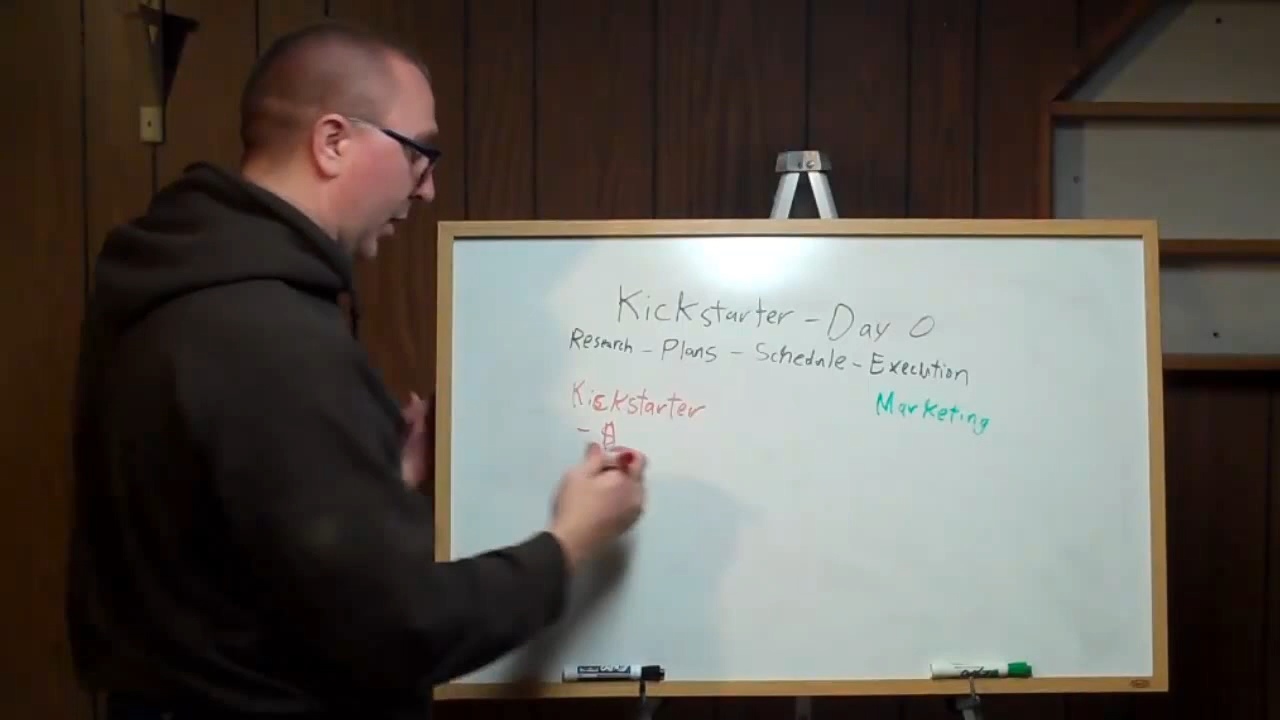 Kickstarter - Day 0
Research - Plans - Schedule - Execution
Kickstarter
Marketing
-